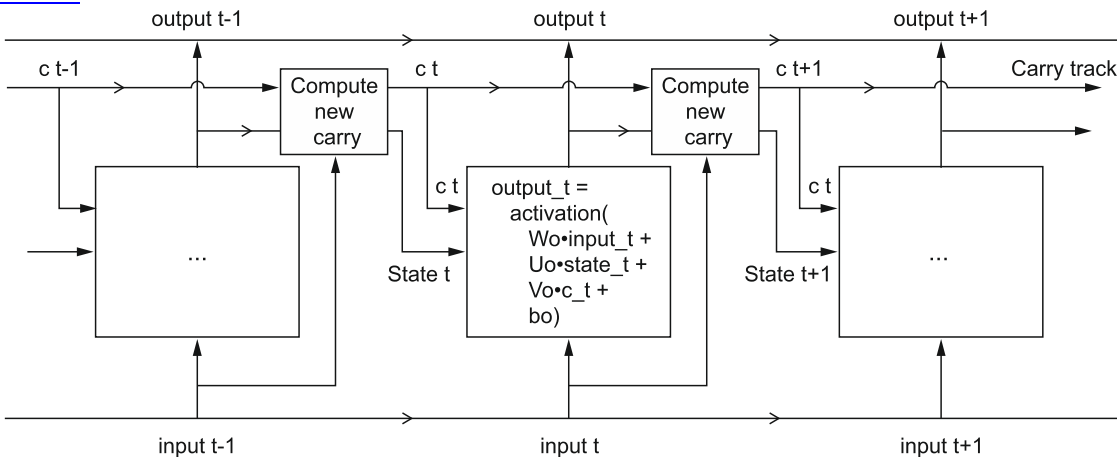 output t-1
output t
output t+1
c t-1
Compute
new
carry
c t
Compute
new
carry
c t+1
Carry track
...
State t
c t
output_t =
activation(
Wo•input_t +
Uo•state_t +
Vo•c_t +
bo)
State t+1
c t
...
input t-1
input t
input t+1